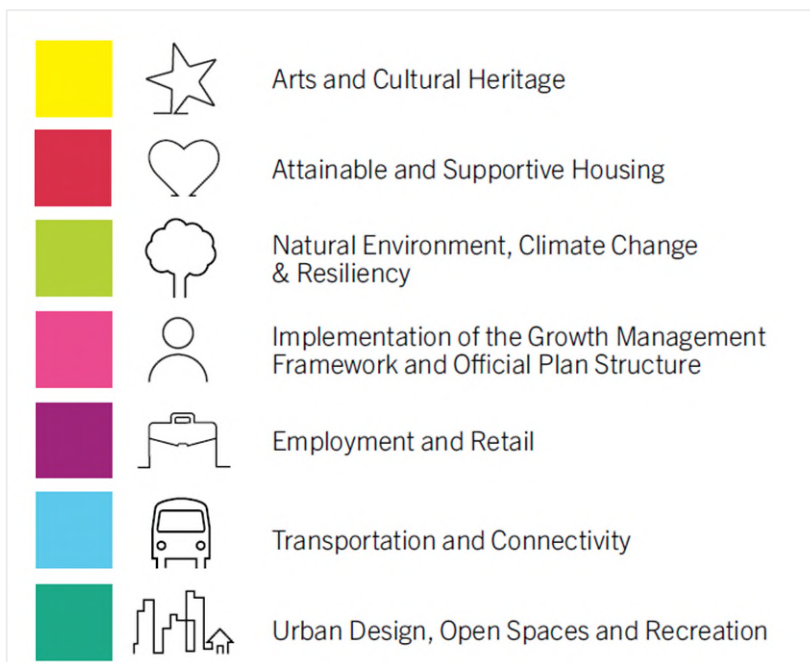 Arts and Cultural Heritage
Attainable and Supportive Housing
Natural Environment, Climate Change
& Resiliency
Implementation of the Growth Management
Framework and Official Plan Structure
Employment and Retail
Transportation and Connectivity
Urban Design, Open Spaces and Recreation